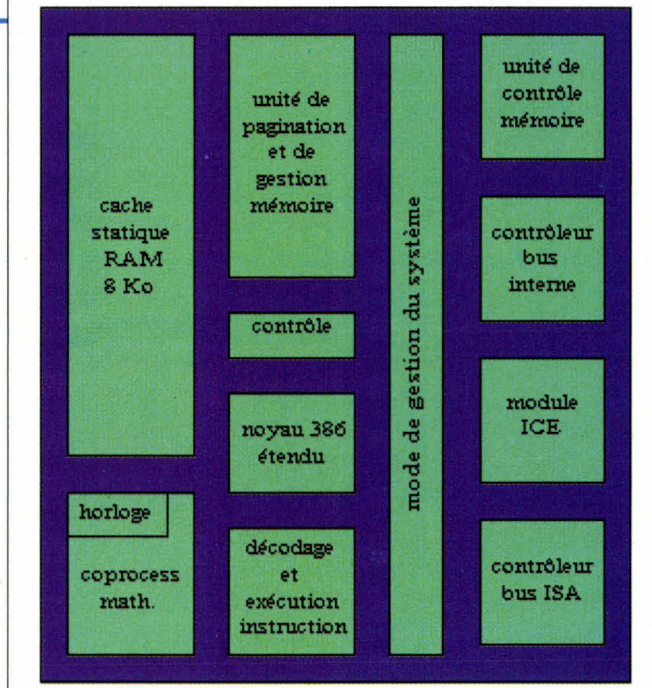 cache
statique
RAM
8 Ko
horloge
coprocess
math.
unité de
pagination
et de
gestion
mémoire
contrôle
noyau 386
étendu
décodage
et
exécution
instruction
mode de gestion du système
unité de
contrôle
mémoire
contrôleur
bus
interne
module
ICE
contrôleur
bus ISA